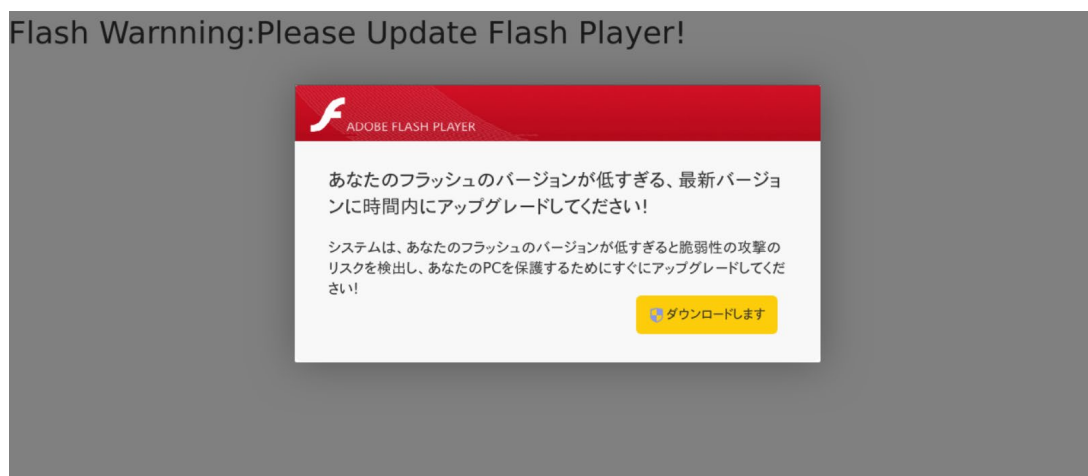 Flash Warnning:Please Update Flash Player!
ADOBE FLASH PLAYER
あなたのフラッシュのバージョンが低すぎる、最新バージョ
ンに時間内にアップグレードしてください!
システムは、あなたのフラッシュのバージョンが低すぎると脆弱性の攻撃の
リスクを検出し、あなたのPCを保護するためにすぐにアップグレードしてくだ
さい!
ダウンロードします